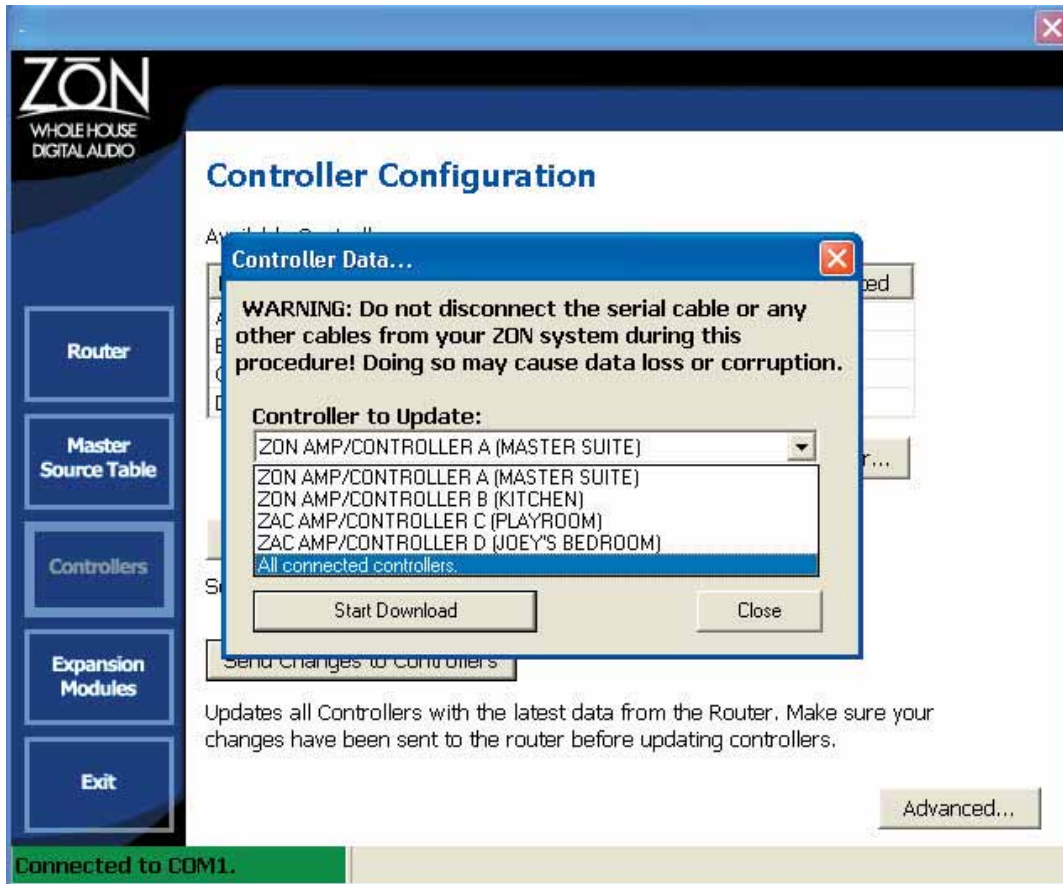 ZŌN
WHOLE HOUSE
DIGITAL AUDIO
Controller Configuration
Controller Data...
WARNING: Do not disconnect the serial cable or any
other cables from your ZON system during this
procedure! Doing so may cause data loss or corruption.
Controller to Update:
ZON AMP/CONTROLLER A (MASTER SUITE)
ZON AMP/CONTROLLER A (MASTER SUITE)
ZON AMP/CONTROLLER B (KITCHEN)
ZAC AMP/CONTROLLER C (PLAYROOM)
ZAC AMP/CONTROLLER D (JOEY'S BEDROOM)
All connected controllers.
Start Download
Close
Send Changes to Controllers
Updates all Controllers with the latest data from the Router. Make sure your
changes have been sent to the router before updating controllers.
Advanced...
Router
Master
Source Table
Controllers
Expansion
Modules
Exit
Connected to COM1.